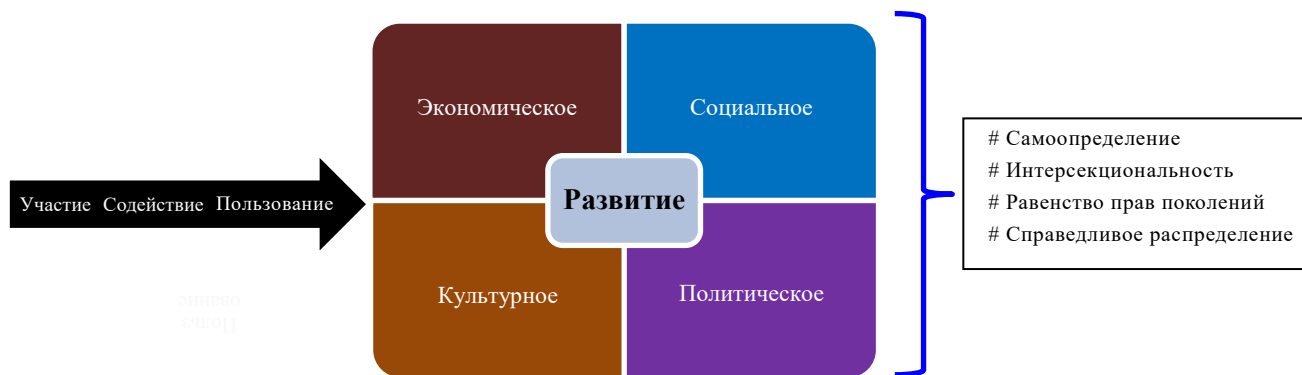 Участие Содействие Пользование
Экономическое
Социальное
Развитие
Культурное
Политическое
# Самоопределение
# Интерсекциональность
# Равенство прав поколений
# Справедливое распределение